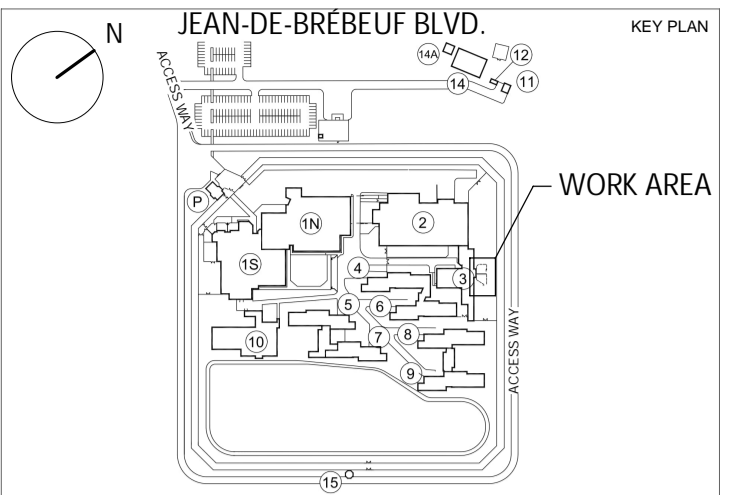 N
JEAN-DE-BRÉBEUF BLVD.
KEY PLAN
ACCESS WAY
14A
12
14
11
P
1N
2
WORK AREA
1S
4
3
5
6
7
8
10
9
ACCESS WAY
15